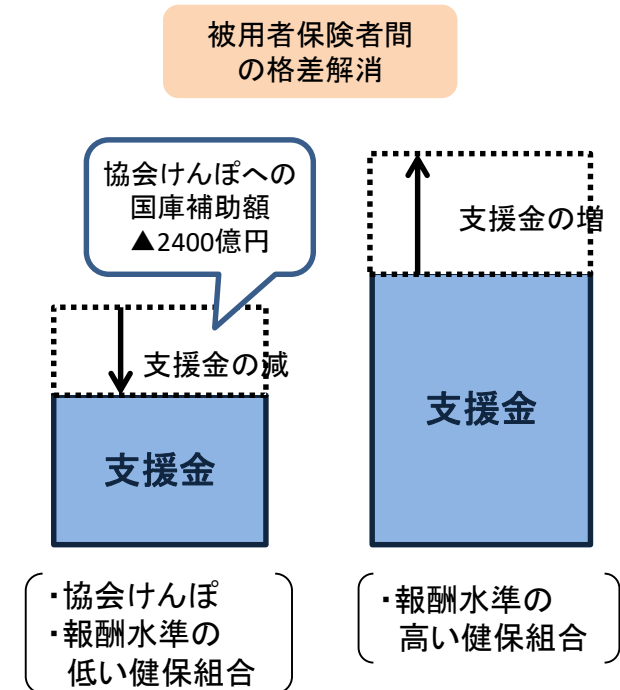 被用者保険者間
の格差解消
協会けんぽへの
国庫補助額
▲2400億円
支援金の減
支援金
支援金の増
支援金
・協会けんぽ
・報酬水準の
低い健保組合
・報酬水準の
高い健保組合